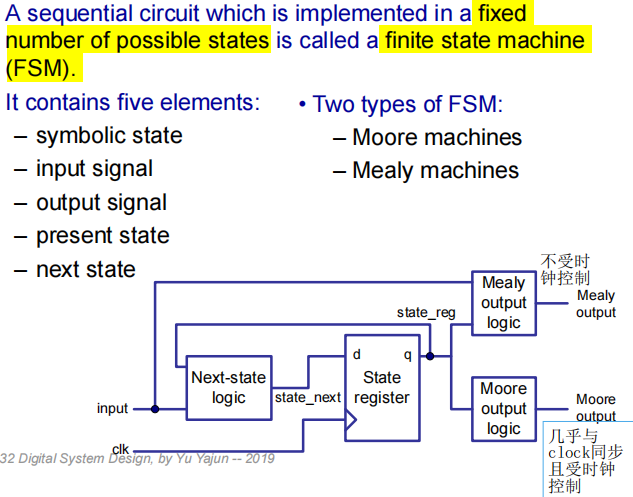 A sequential circuit which is implemented in a fixed
number of possible states is called a finite state machine
(FSM).
It contains five elements:
– symbolic state
– input signal
– output signal
– present state
– next state
• Two types of FSM:
– Moore machines
– Mealy machines
不受时
钟控制
Mealy
output
logic
Mealy
output
state_reg
Next-state
logic
state_next
d
q
State
register
Moore
output
logic
Moore
output
input
clk
几乎与
clock同步
且受时钟
控制
32 Digital System Design, by Yu Yajun -- 2019